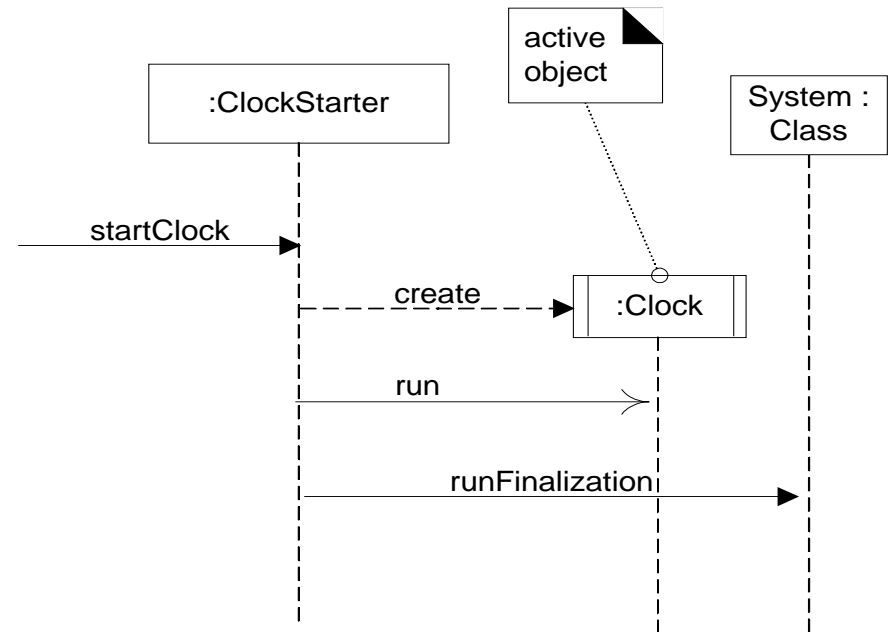 active
object
:ClockStarter
System :
Class
startClock
create
:Clock
run
runFinalization